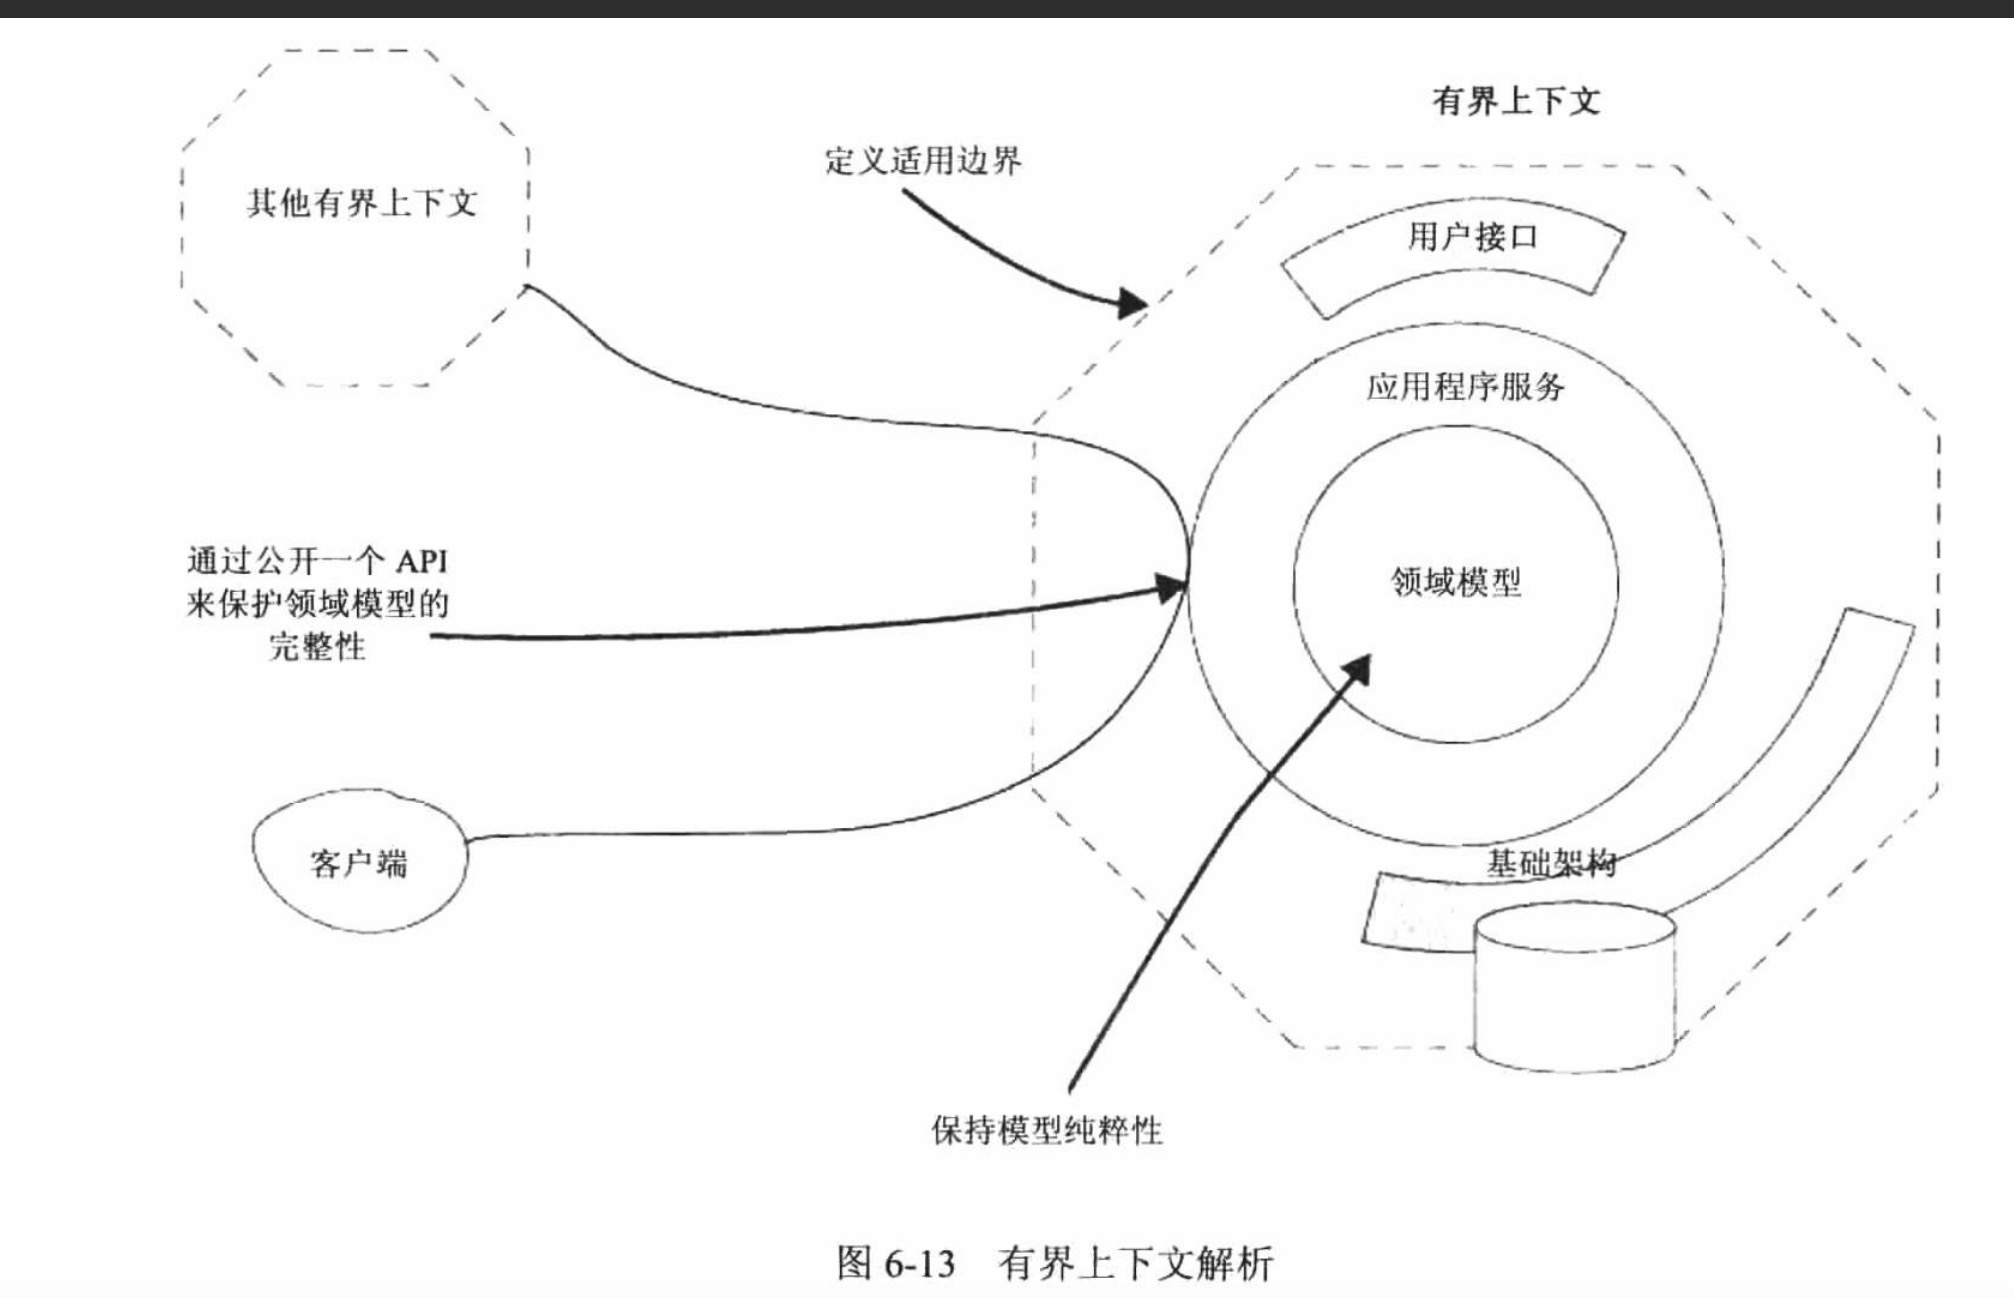 有界上下文
定义适用边界
其他有界上下文
用户接口
应用程序服务
通过公开一个 API
来保护领域模型的
完整性
领域模型
客户端
基础架构
保持模型纯粹性
图 6-13 有界上下文解析